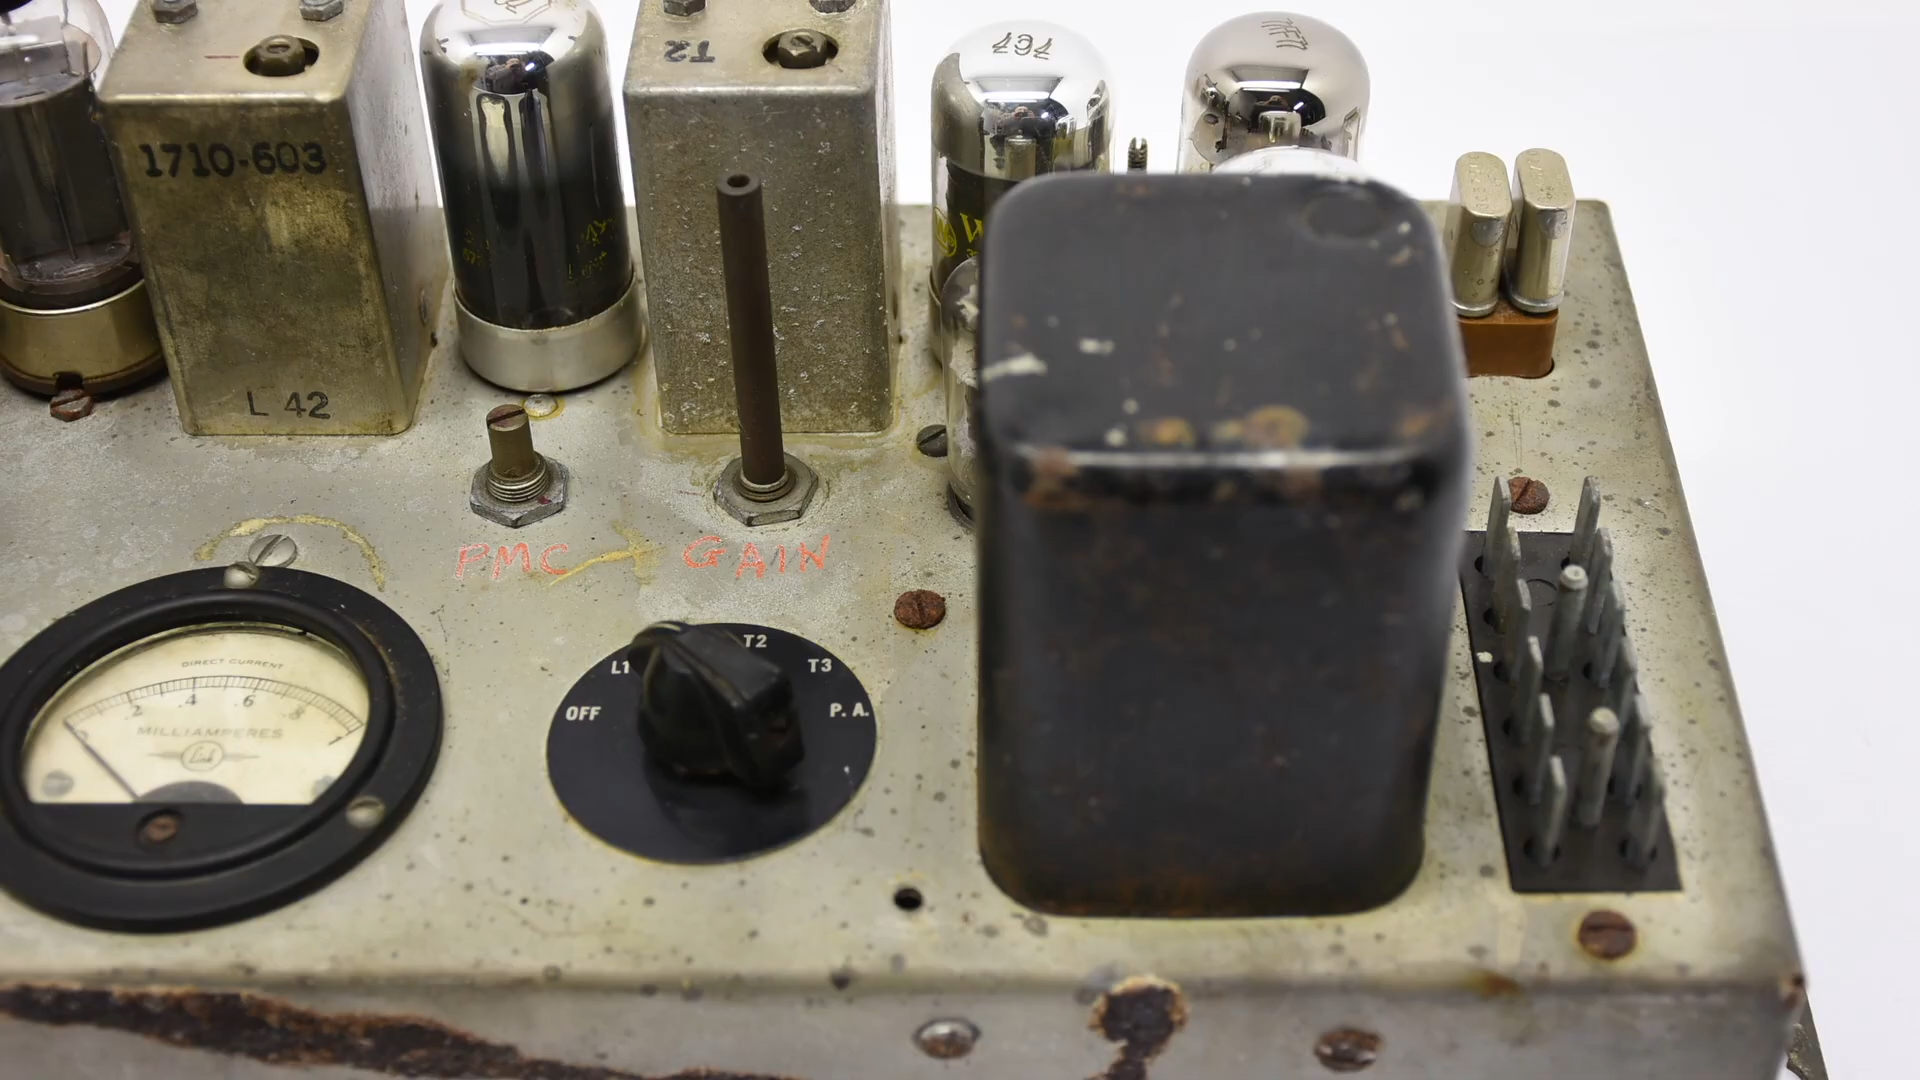 T2
1710-603
L 42
PMC → GAIN
L1
T2
T3
OFF
P. A.
DIRECT CURRENT
.2 .4 .6 .8 1
MILLIAMPERES